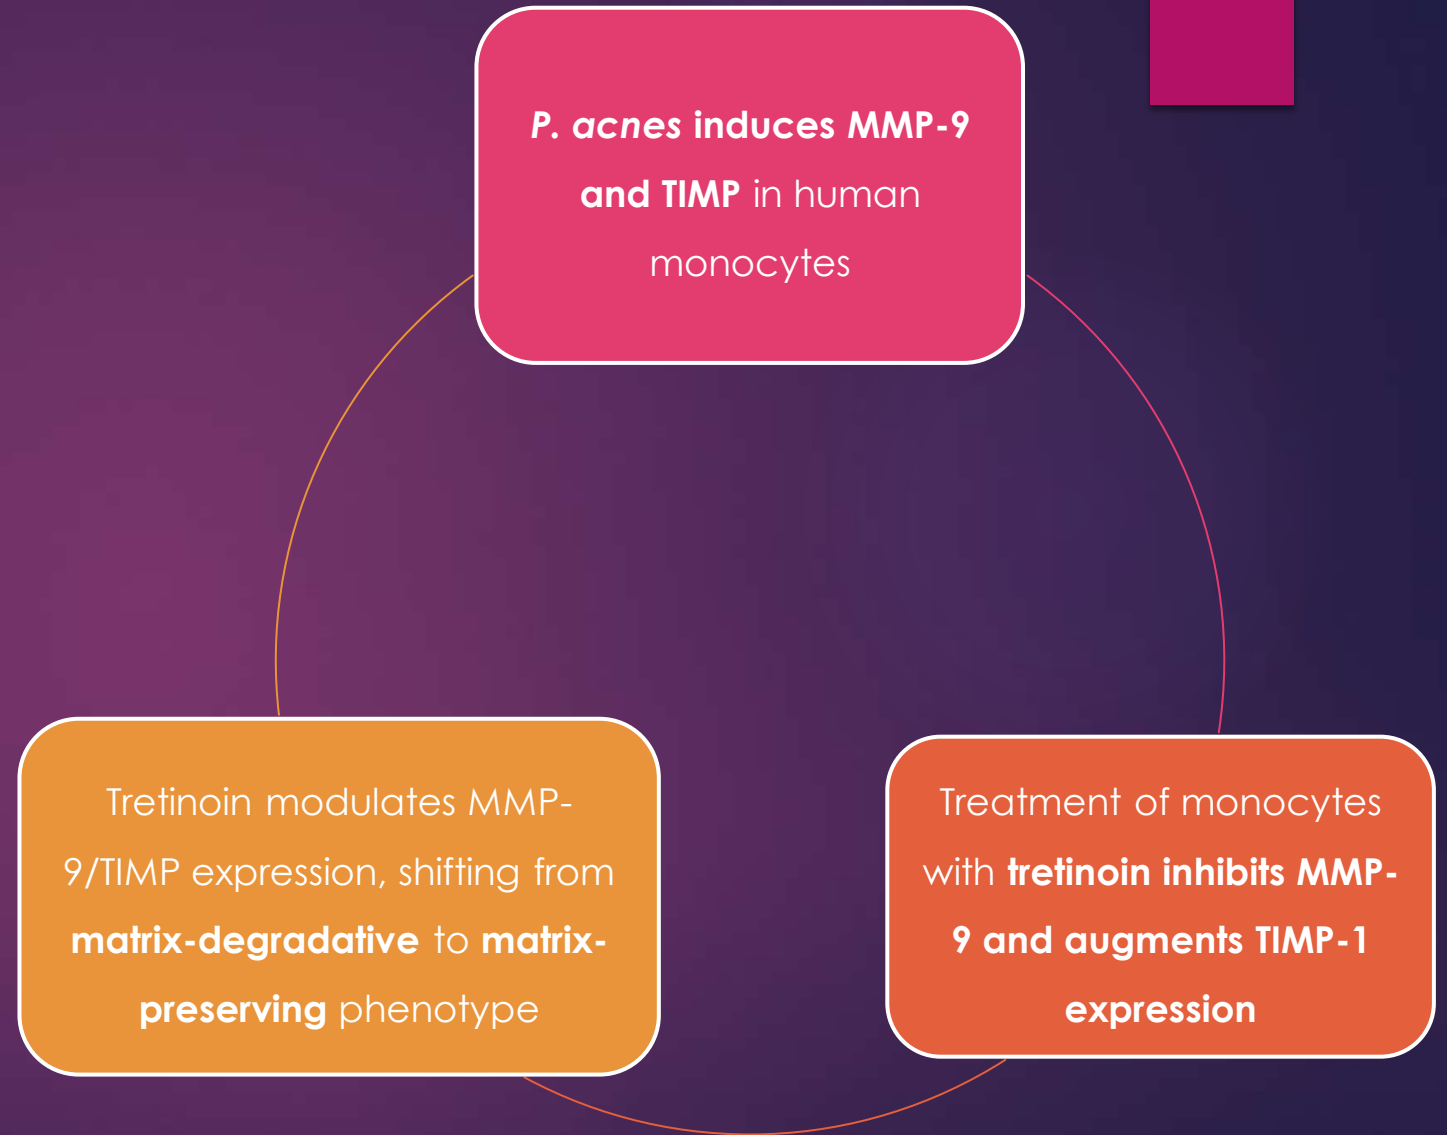 P. acnes induces MMP-9
and TIMP in human
monocytes
Treatment of monocytes
with tretinoin inhibits MMP-
9 and augments TIMP-1
expression
Tretinoin modulates MMP-
9/TIMP expression, shifting from
matrix-degradative to matrix-
preserving phenotype